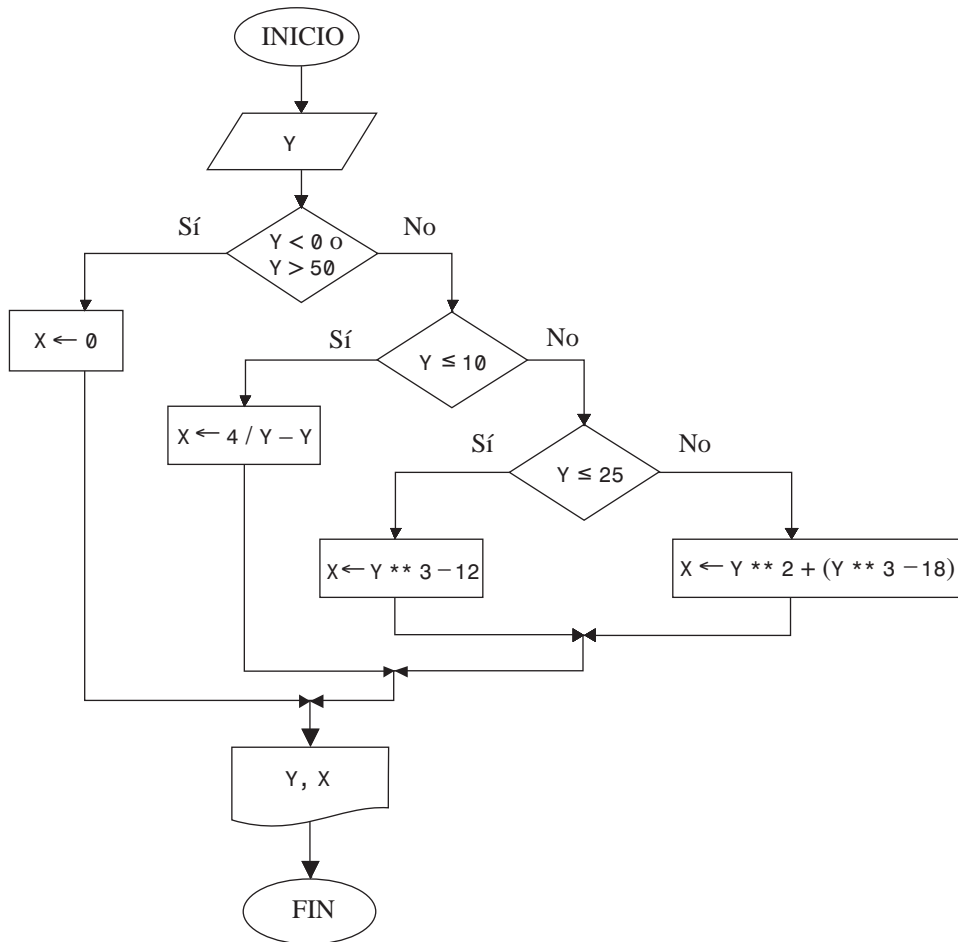 INICIO
Y
Sí
No
Y < 0 o
Y > 50
X ← 0
Sí
No
Y ≤ 10
X ← 4 / Y – Y
Sí
No
Y ≤ 25
X ← Y ** 3 – 12
X ← Y ** 2 + (Y ** 3 – 18)
Y, X
FIN